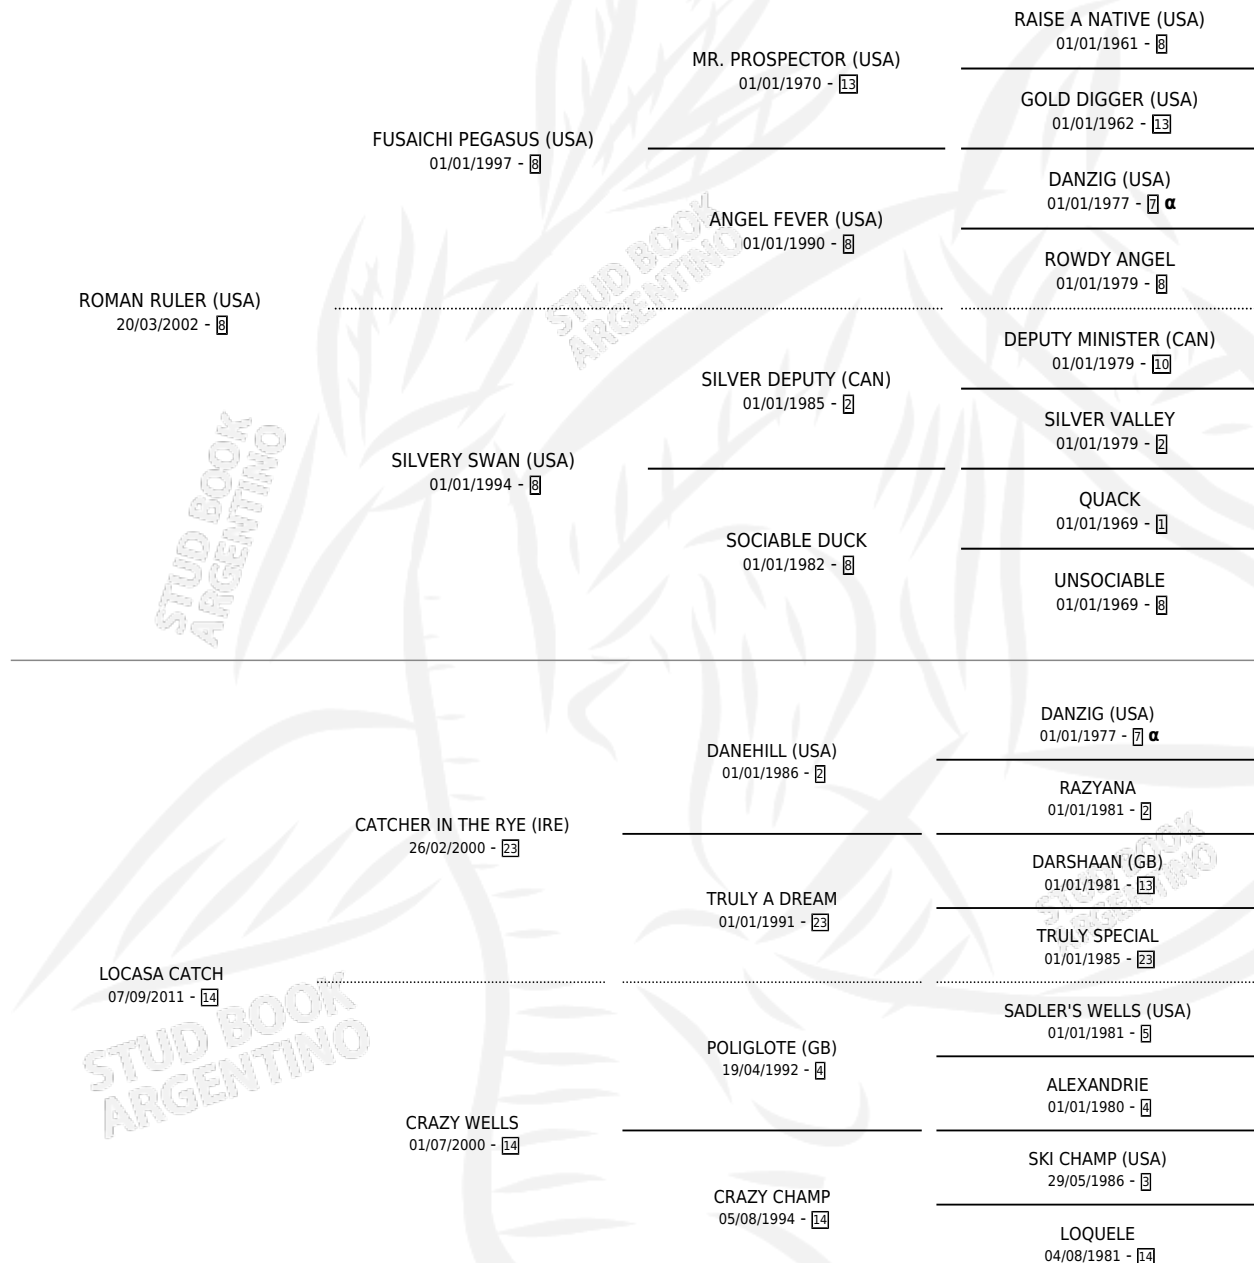 RAISE A NATIVE (USA)
01/01/1961 - 8
MR. PROSPECTOR (USA)
01/01/1970 - 13
GOLD DIGGER (USA)
01/01/1962 - 13
FUSAICHI PEGASUS (USA)
01/01/1997 - 8
DANZIG (USA)
01/01/1977 - 7 α
ANGEL FEVER (USA)
01/01/1990 - 8
ROWDY ANGEL
01/01/1979 - 8
ROMAN RULER (USA)
20/03/2002 - 8
DEPUTY MINISTER (CAN)
01/01/1979 - 10
SILVER DEPUTY (CAN)
01/01/1985 - 2
SILVER VALLEY
01/01/1979 - 2
SILVERY SWAN (USA)
01/01/1994 - 8
QUACK
01/01/1969 - 1
SOCIABLE DUCK
01/01/1982 - 8
UNSOCIABLE
01/01/1969 - 8
DANZIG (USA)
01/01/1977 - 7 α
DANEHILL (USA)
01/01/1986 - 2
RAZYANA
01/01/1981 - 2
CATCHER IN THE RYE (IRE)
26/02/2000 - 23
DARSHAAN (GB)
01/01/1981 - 13
TRULY A DREAM
01/01/1991 - 23
TRULY SPECIAL
01/01/1985 - 23
LOCASA CATCH
07/09/2011 - 14
SADLER'S WELLS (USA)
01/01/1981 - 5
POLIGLOTE (GB)
19/04/1992 - 4
ALEXANDRIE
01/01/1980 - 4
CRAZY WELLS
01/07/2000 - 14
SKI CHAMP (USA)
29/05/1986 - 3
CRAZY CHAMP
05/08/1994 - 14
LOQUELE
04/08/1981 - 14
STUD BOOK
ARGENTINO
STUD BOOK
ARGENTINO
STUD BOOK
ARGENTINO
STUD BOOK
ARGENTINO